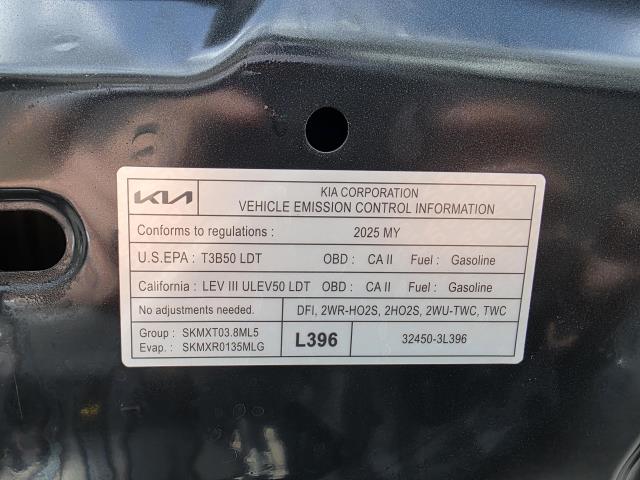 KIA
KIA CORPORATION
VEHICLE EMISSION CONTROL INFORMATION
Conforms to regulations : 2025 MY
U.S.EPA : T3B50 LDT OBD : CA II Fuel : Gasoline
California : LEV III ULEV50 LDT OBD : CA II Fuel : Gasoline
No adjustments needed. DFI, 2WR-HO2S, 2HO2S, 2WU-TWC, TWC
Group : SKMXT03.8ML5
Evap. : SKMXR0135MLG
L396
32450-3L396